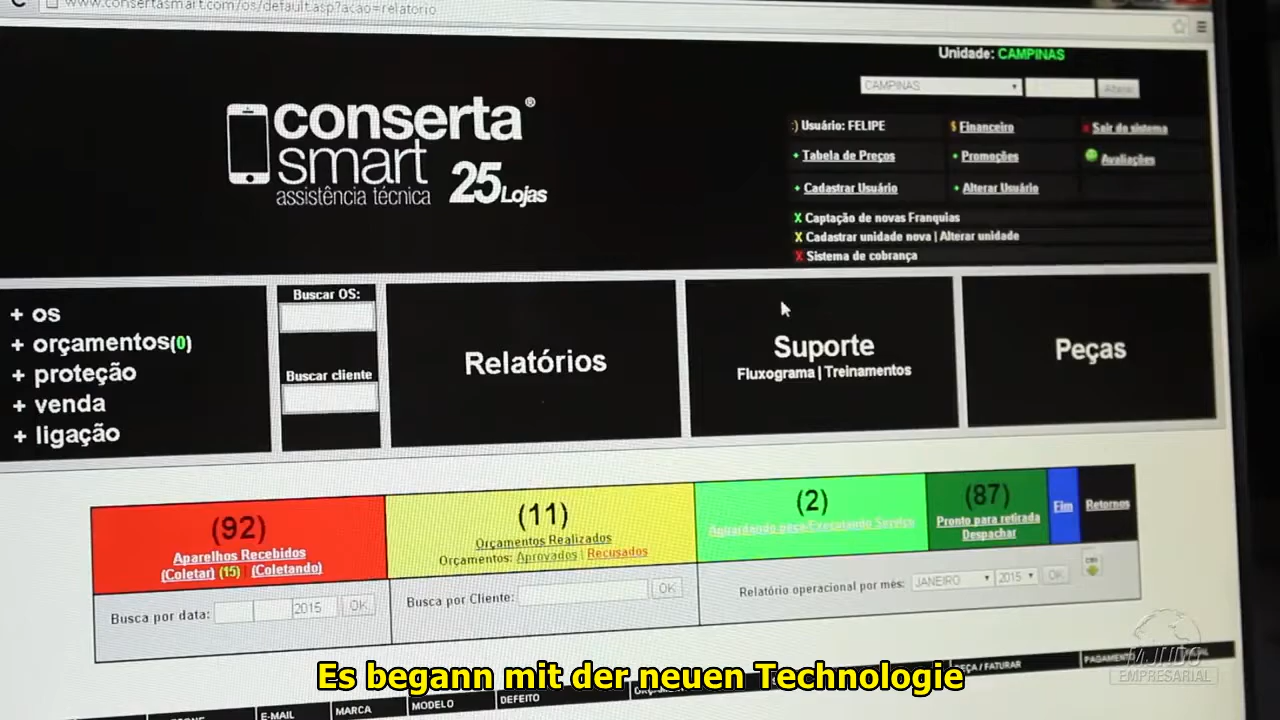 www.consertasmart.com/os/default.asp?acao=relatorio
Unidade: CAMPINAS
CAMPINAS
Alterar
conserta®
smart
assistência técnica
25 Lojas
:) Usuário: FELIPE
$ Financeiro
x Sair do sistema
Tabela de Preços
Promoções
Avaliações
Cadastrar Usuário
Alterar Usuário
X Captação de novas Franquias
X Cadastrar unidade nova | Alterar unidade
X Sistema de cobrança
+ os
+ orçamentos(0)
+ proteção
+ venda
+ ligação
Buscar OS:
Buscar cliente
Relatórios
Suporte
Fluxograma | Treinamentos
Peças
(92)
Aparelhos Recebidos
(Coletar) (15) | (Coletando)
(11)
Orçamentos Realizados
Orçamentos: Aprovados | Recusados
(2)
Aguardando peça/Executando Serviço
(87)
Pronto para retirada
Despachar
Fim
Retornos
Busca por data:
2015
OK
Busca por Cliente:
OK
Relatório operacional por mês:
JANEIRO
2015
OK
E-MAIL
MARCA
MODELO
DEFEITO
PEÇA / FATURAR
Es begann mit der neuen Technologie
MUNDO
EMPRESARIAL